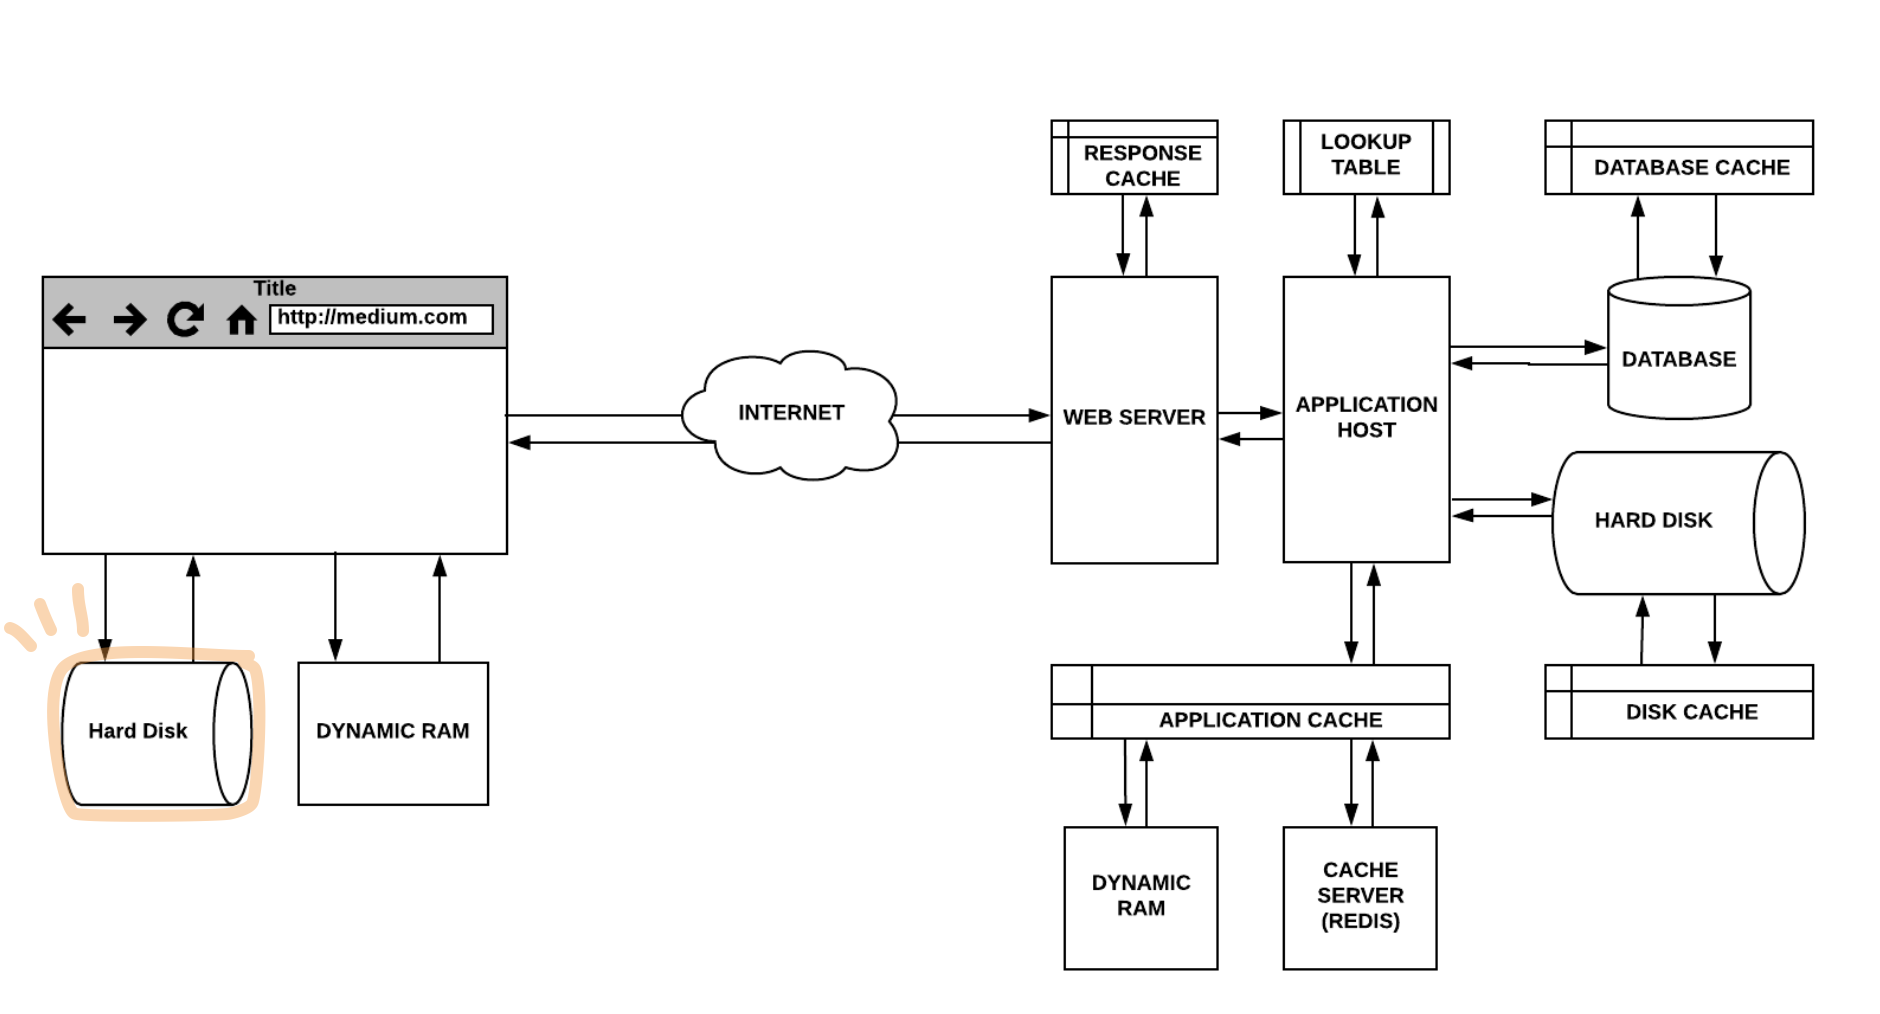 Title
http://medium.com
Hard Disk
DYNAMIC RAM
INTERNET
RESPONSE
CACHE
LOOKUP
TABLE
DATABASE CACHE
WEB SERVER
APPLICATION
HOST
DATABASE
HARD DISK
APPLICATION CACHE
DISK CACHE
DYNAMIC
RAM
CACHE
SERVER
(REDIS)